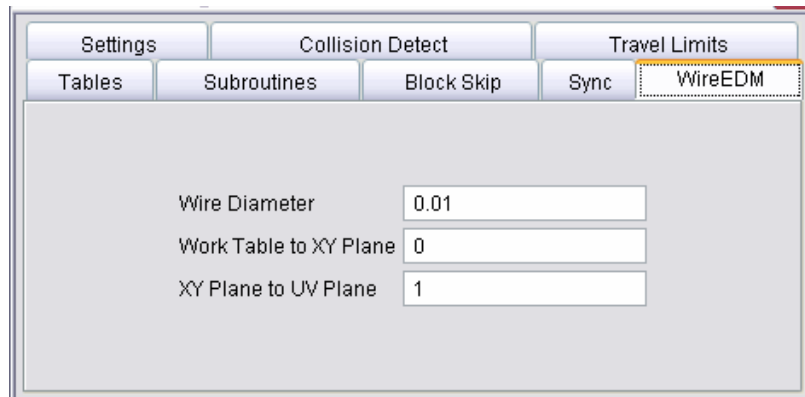 Settings Collision Detect Travel Limits
Tables Subroutines Block Skip Sync WireEDM
Wire Diameter 0.01
Work Table to XY Plane 0
XY Plane to UV Plane 1